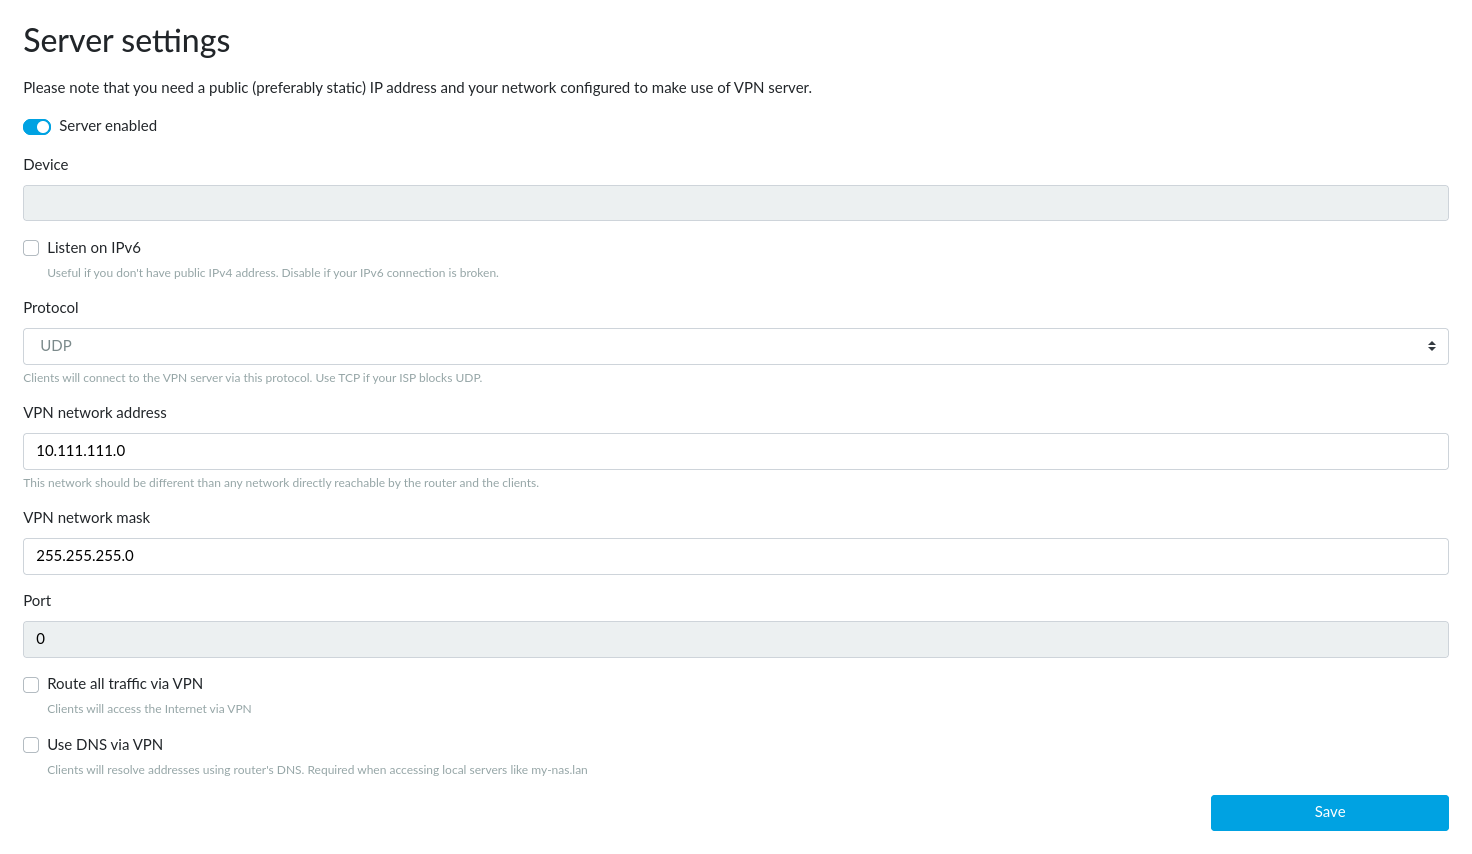 Server settings
Please note that you need a public (preferably static) IP address and your network configured to make use of VPN server.
Server enabled
Device
Listen on IPv6
Useful if you don't have public IPv4 address. Disable if your IPv6 connection is broken.
Protocol
UDP
Clients will connect to the VPN server via this protocol. Use TCP if your ISP blocks UDP.
VPN network address
10.111.111.0
This network should be different than any network directly reachable by the router and the clients.
VPN network mask
255.255.255.0
Port
0
Route all traffic via VPN
Clients will access the Internet via VPN
Use DNS via VPN
Clients will resolve addresses using router's DNS. Required when accessing local servers like my-nas.lan
Save